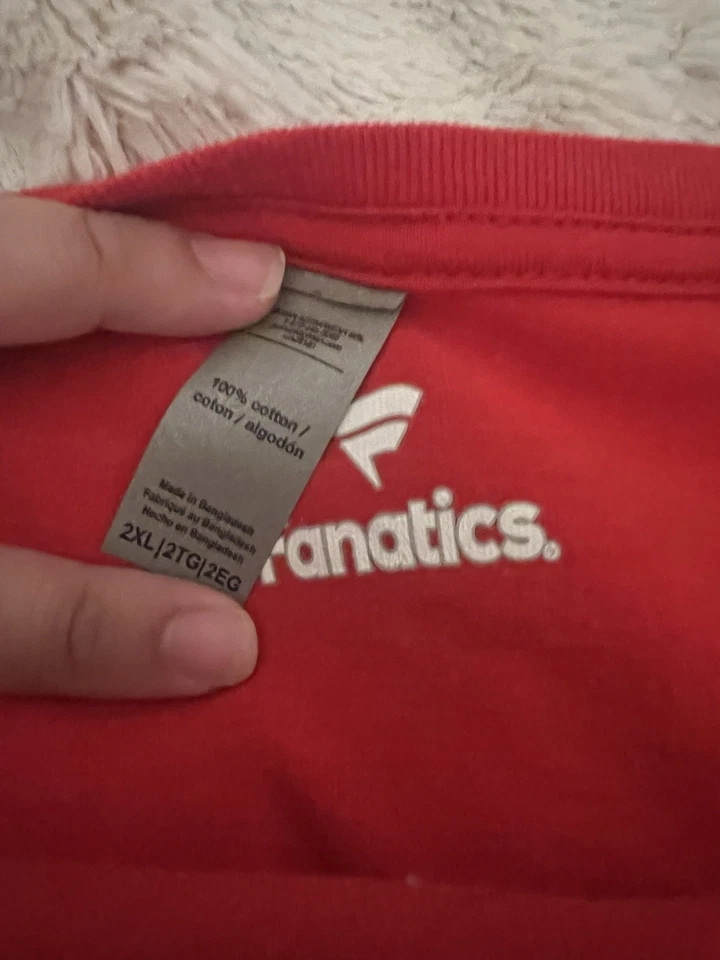 100% cotton /
coton / algodón
Made in Bangladesh
Fabriqué au Bangladesh
Hecho en Bangladesh
2XL|2TG|2EG
fanatics.